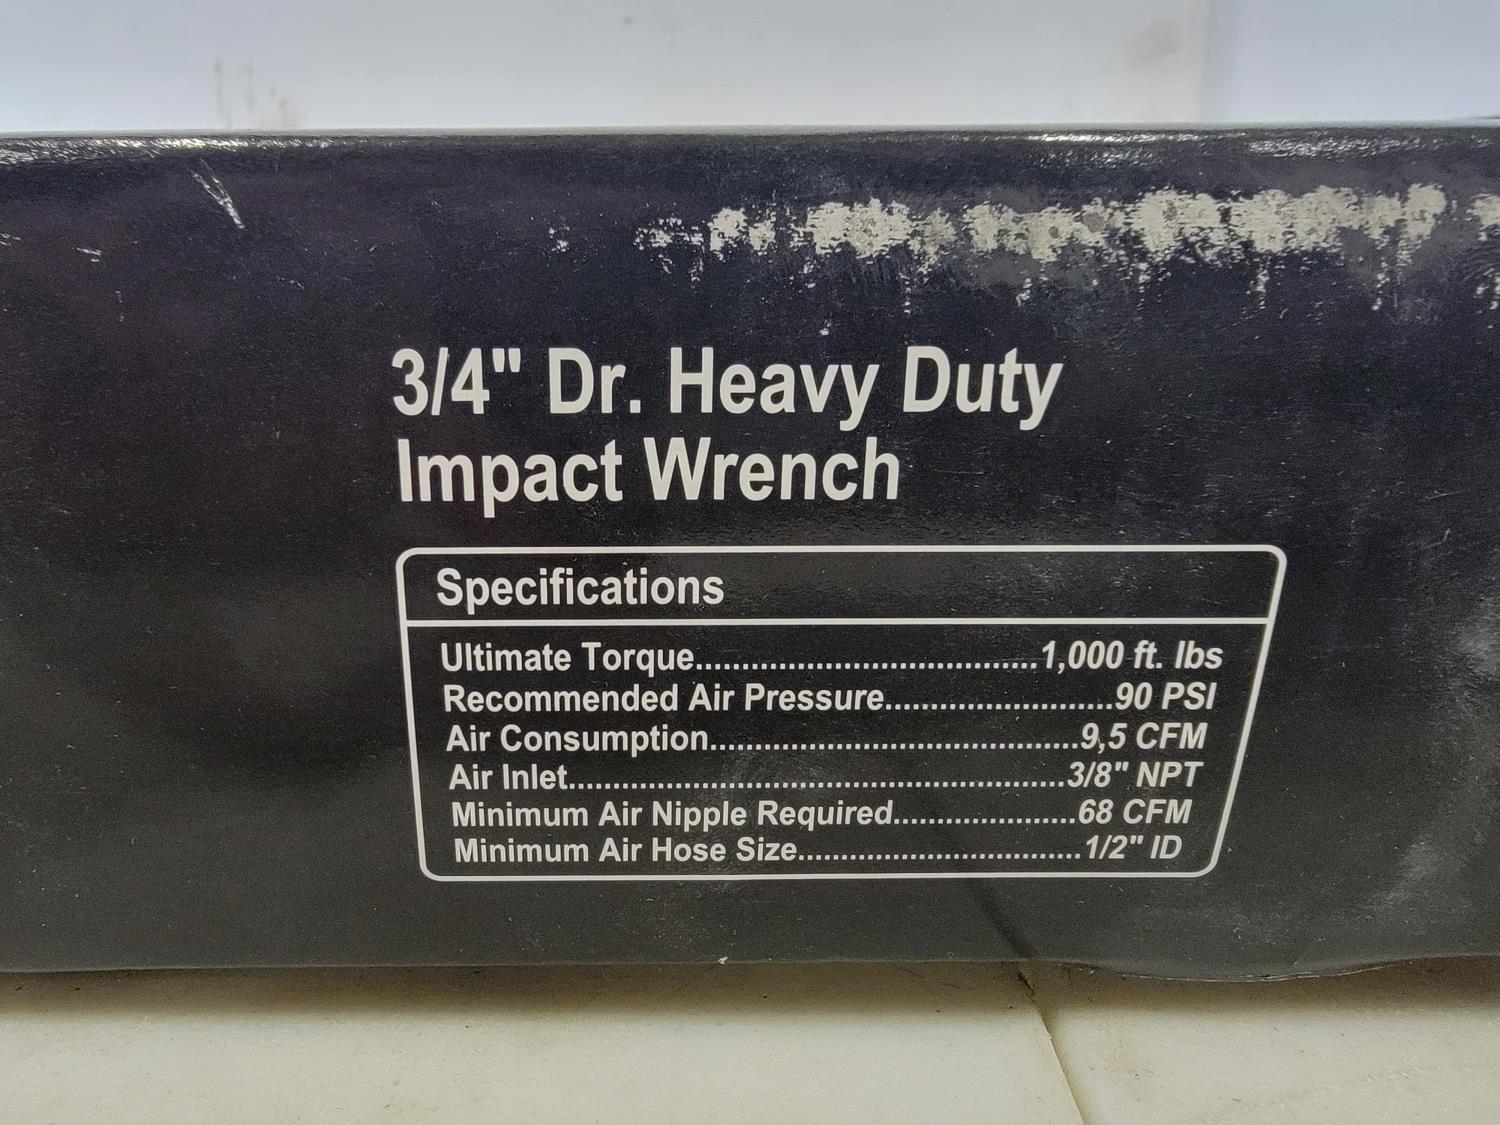 3/4" Dr. Heavy Duty
Impact Wrench
Specifications
Ultimate Torque.....................................1,000 ft. lbs
Recommended Air Pressure........................90 PSI
Air Consumption.......................................9,5 CFM
Air Inlet.....................................................3/8" NPT
Minimum Air Nipple Required.....................68 CFM
Minimum Air Hose Size.................................1/2" ID